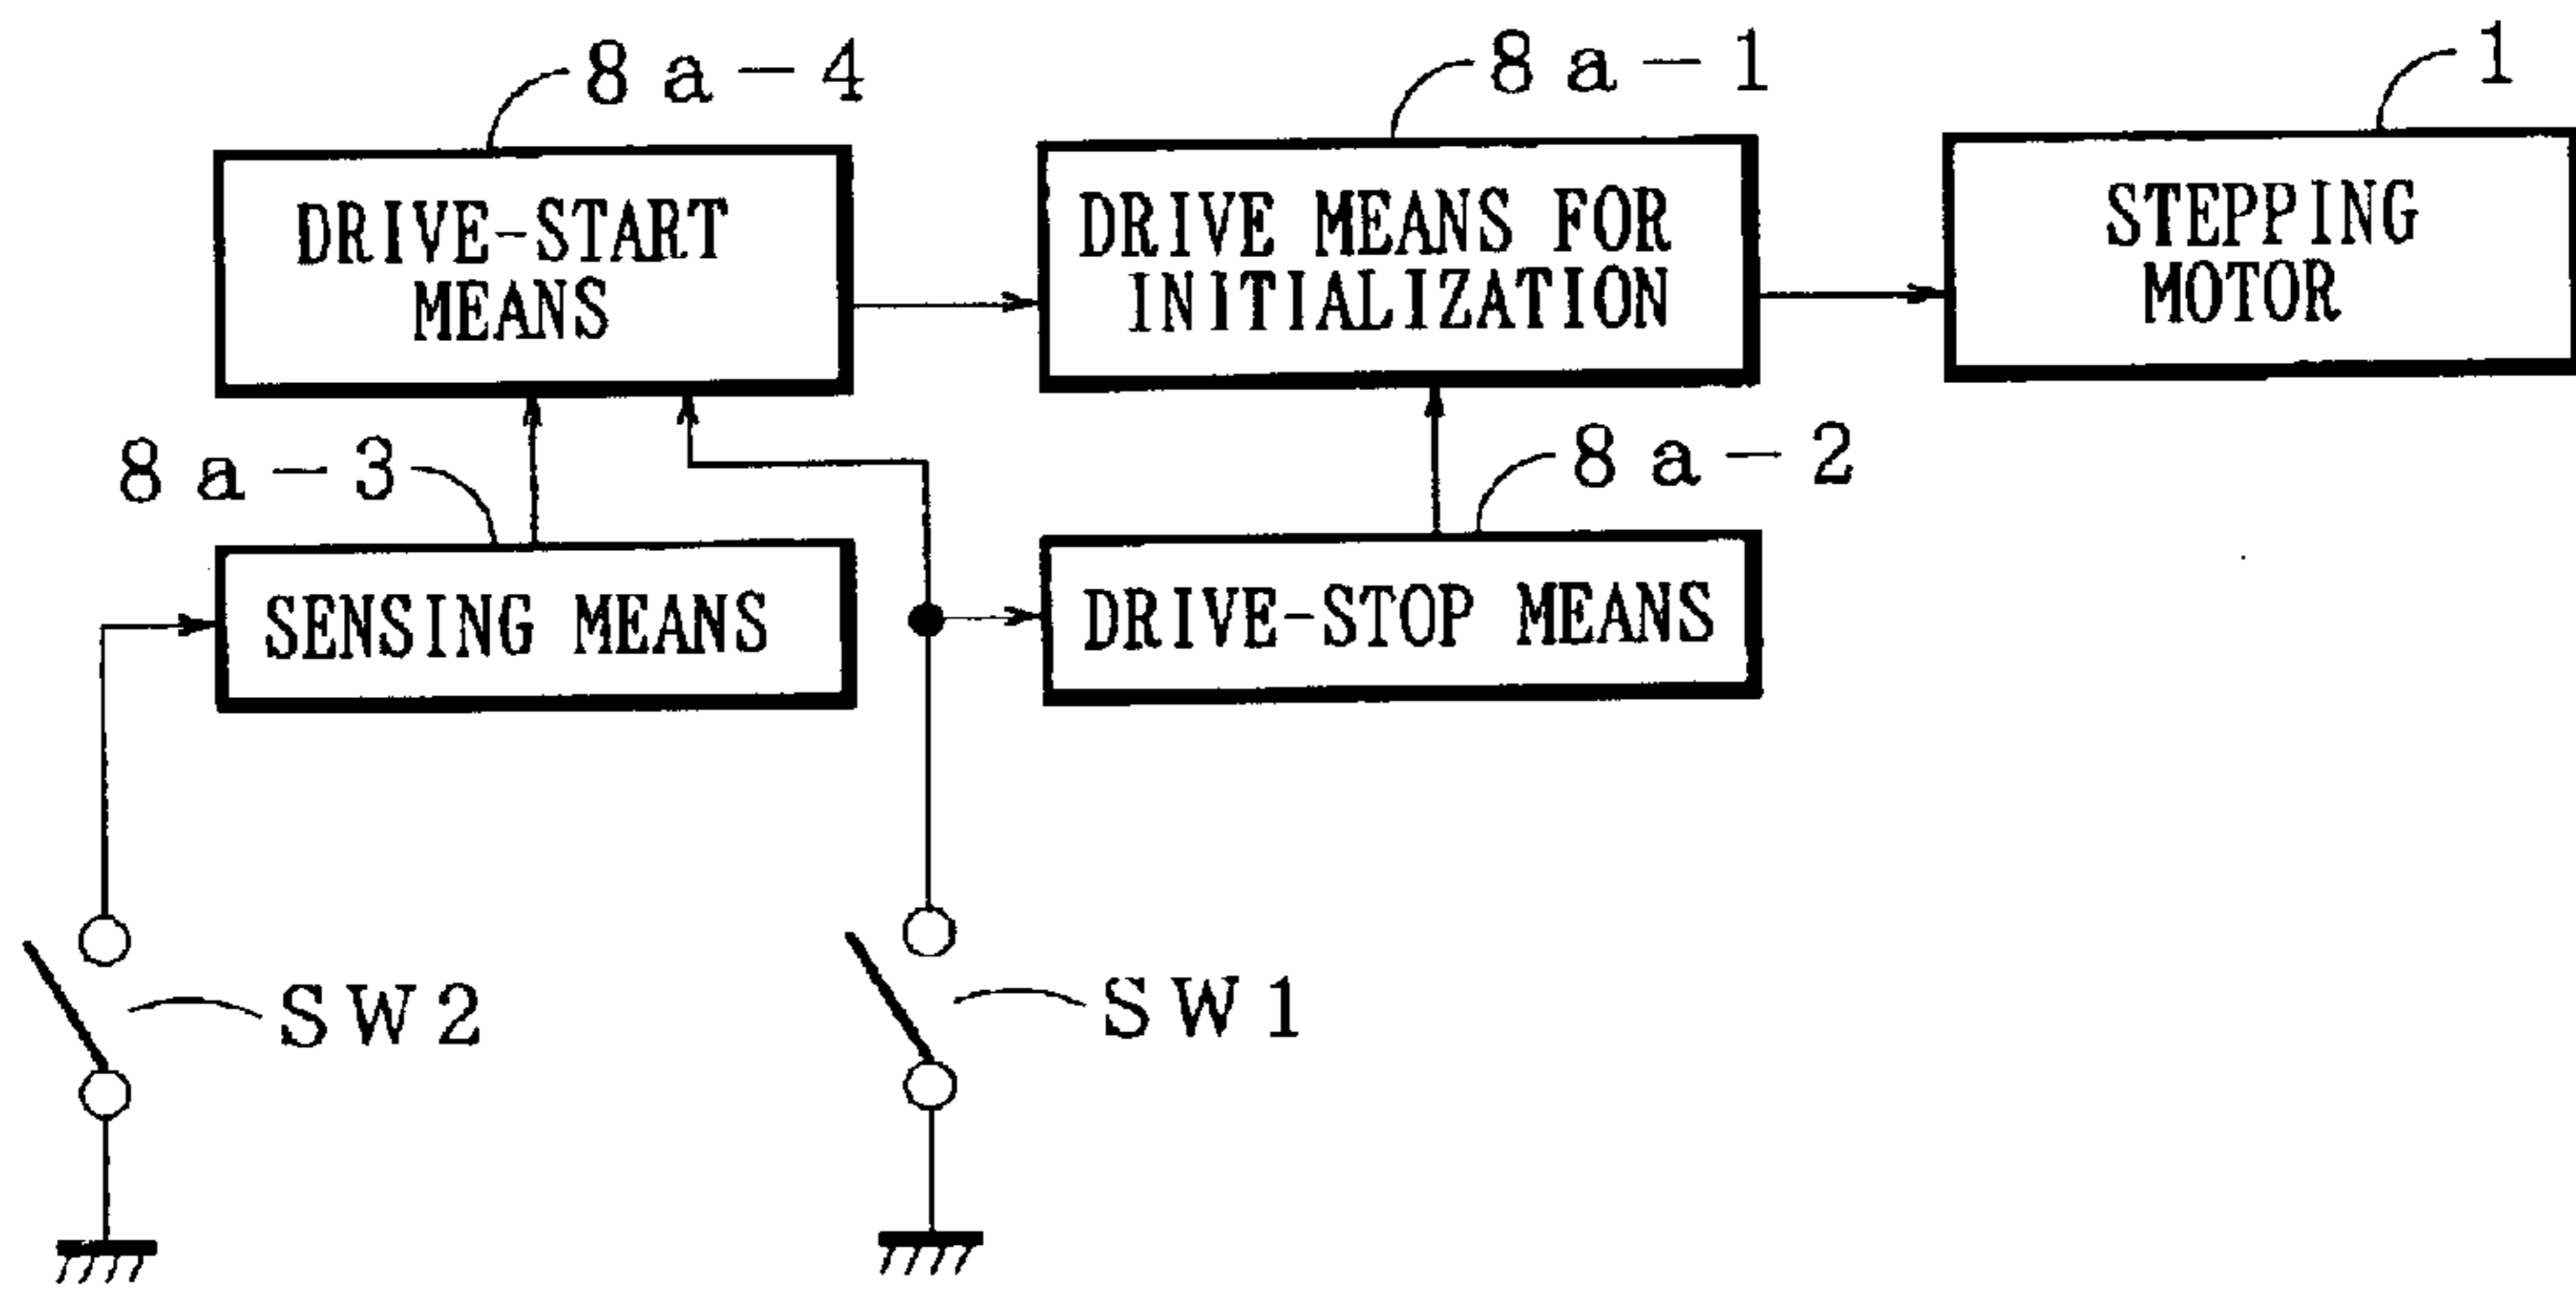 8a-4
8a-1
1
DRIVE-START
MEANS
DRIVE MEANS FOR
INITIALIZATION
STEPPING
MOTOR
8a-3
8a-2
SENSING MEANS
DRIVE-STOP MEANS
SW2
SW1